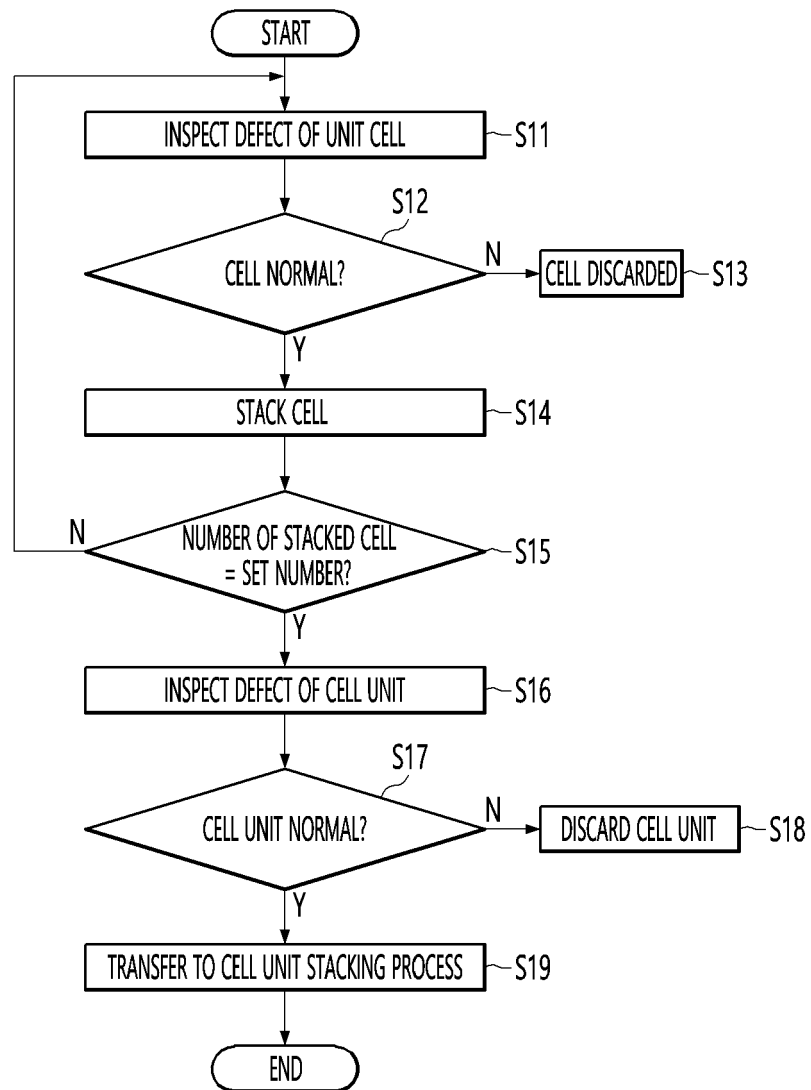 START
INSPECT DEFECT OF UNIT CELL
S11
S12
CELL NORMAL?
N
CELL DISCARDED
S13
Y
STACK CELL
S14
N
NUMBER OF STACKED CELL
= SET NUMBER?
S15
Y
INSPECT DEFECT OF CELL UNIT
S16
S17
CELL UNIT NORMAL?
N
DISCARD CELL UNIT
S18
Y
TRANSFER TO CELL UNIT STACKING PROCESS
S19
END